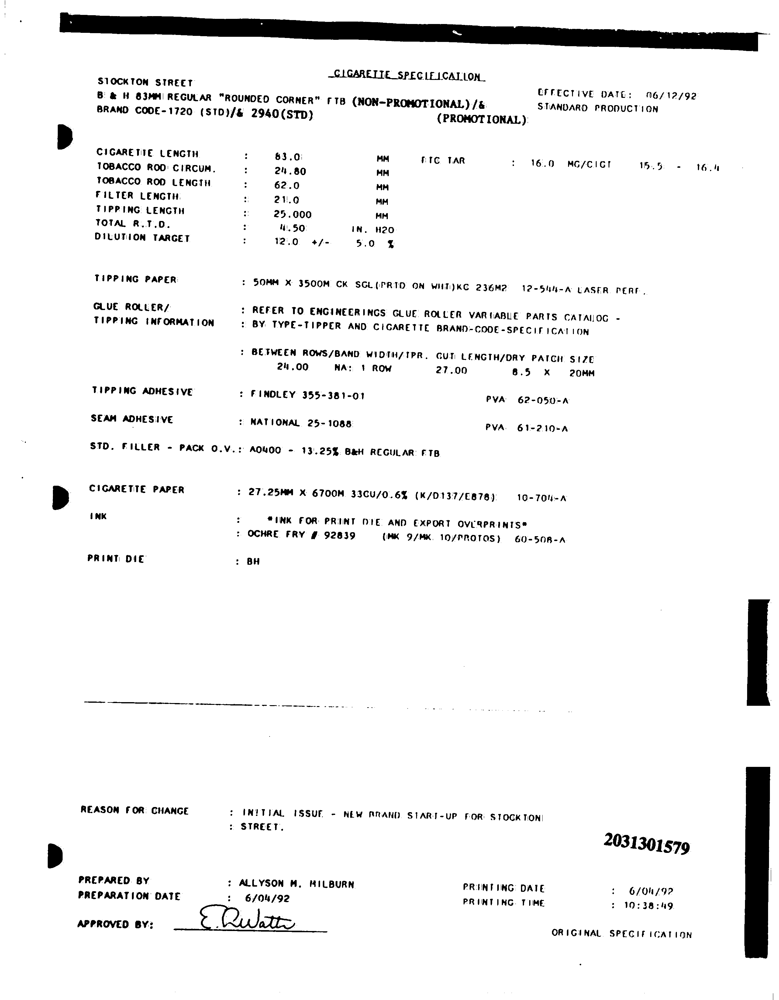 CIGARETTE SPECIFICATION
STOCKTON STREET
EFFECTIVE DATE: 06/12/92
B & H 83MM REGULAR "ROUNDED CORNER" FTB (NON-PROMOTIONAL)/&
STANDARD PRODUCTION
BRAND CODE-1720 (STD)/& 2940(STD) (PROMOTIONAL)
CIGARETTE LENGTH : 83.0 MM FTC TAR : 16.0 MG/CIGT 15.5 - 16.4
TOBACCO ROD CIRCUM. : 24.80 MM
TOBACCO ROD LENGTH : 62.0 MM
FILTER LENGTH : 21.0 MM
TIPPING LENGTH : 25.000 MM
TOTAL R.T.D. : 4.50 IN. H2O
DILUTION TARGET : 12.0 +/- 5.0 %
TIPPING PAPER : 50MM X 3500M CK SGL(PRTD ON WHT)KC 236M2 12-544-A LASER PERF.
GLUE ROLLER/ : REFER TO ENGINEERINGS GLUE ROLLER VARIABLE PARTS CATALOG -
TIPPING INFORMATION : BY TYPE-TIPPER AND CIGARETTE BRAND-CODE-SPECIFICATION
: BETWEEN ROWS/BAND WIDTH/TPR. CUT LENGTH/DRY PATCH SIZE
24.00 NA: 1 ROW 27.00 8.5 X 20MM
TIPPING ADHESIVE : FINDLEY 355-381-01 PVA 62-050-A
SEAM ADHESIVE : NATIONAL 25-1088 PVA 61-210-A
STD. FILLER - PACK O.V.: A0400 - 13.25% B&H REGULAR FTB
CIGARETTE PAPER : 27.25MM X 6700M 33CU/0.6% (K/D137/E878) 10-704-A
INK : *INK FOR PRINT DIE AND EXPORT OVERPRINTS*
: OCHRE FRY # 92839 (MK 9/MK 10/PROTOS) 60-508-A
PRINT DIE : BH
REASON FOR CHANGE : INITIAL ISSUE - NEW BRAND START-UP FOR STOCKTON
: STREET.
2031301579
PREPARED BY : ALLYSON M. MILBURN PRINTING DATE : 6/04/92
PREPARATION DATE : 6/04/92 PRINTING TIME : 10:38:49
APPROVED BY: E. Q Watts
ORIGINAL SPECIFICATION